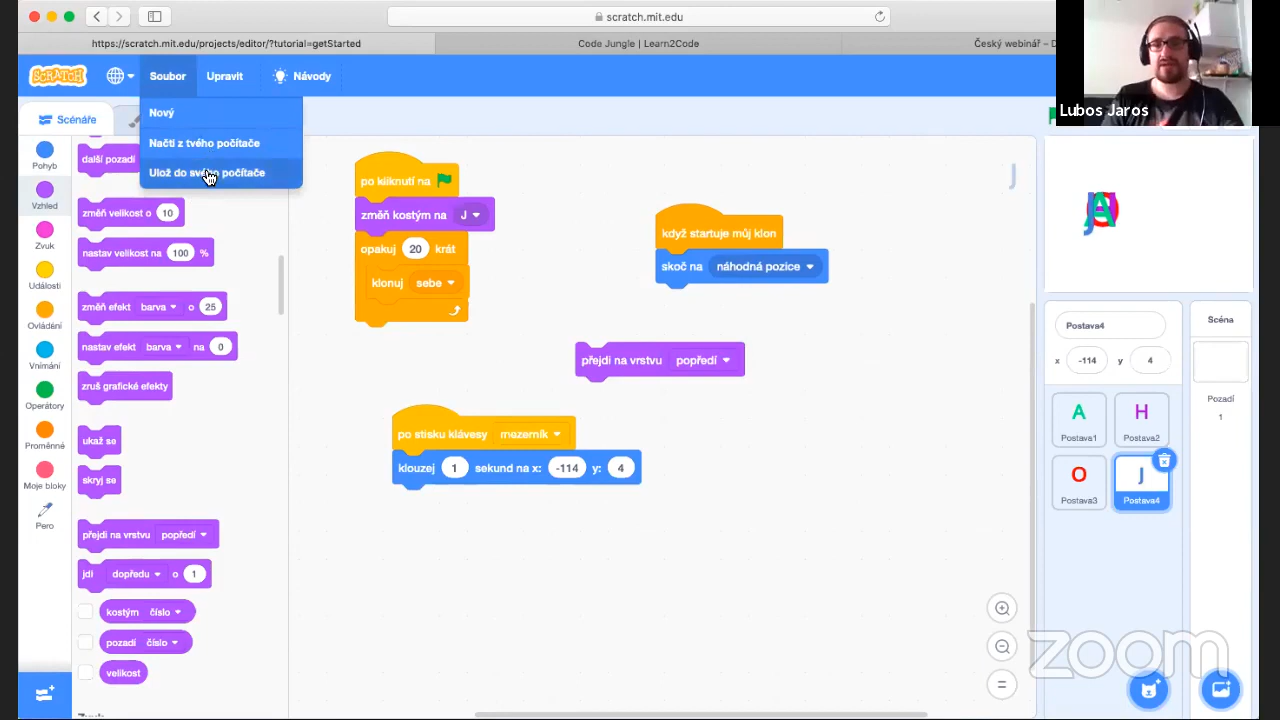 scratch.mit.edu
https://scratch.mit.edu/projects/editor/?tutorial=getStarted
Code Jungle | Learn2Code
Český webinář – D
Lubos Jaros
SCRATCH
Soubor
Upravit
Návody
Nový
Načti z tvého počítače
Ulož do svého počítače
Scénáře
Pohyb
Vzhled
Zvuk
Události
Ovládání
Vnímání
Operátory
Proměnné
Moje bloky
Pero
další pozadí
změň velikost o 10
nastav velikost na 100 %
změň efekt barva o 25
nastav efekt barva na 0
zruš grafické efekty
ukaž se
skryj se
přejdi na vrstvu popředí
jdi dopředu o 1
kostým číslo
pozadí číslo
velikost
po kliknutí na
změň kostým na J
opakuj 20 krát
klonuj sebe
když startuje můj klon
skoč na náhodná pozice
přejdi na vrstvu popředí
po stisku klávesy mezerník
klouzej 1 sekund na x: -114 y: 4
J
J
A
Postava4
x -114 y 4
A
Postava1
H
Postava2
O
Postava3
J
Postava4
Scéna
Pozadí
1
zoom